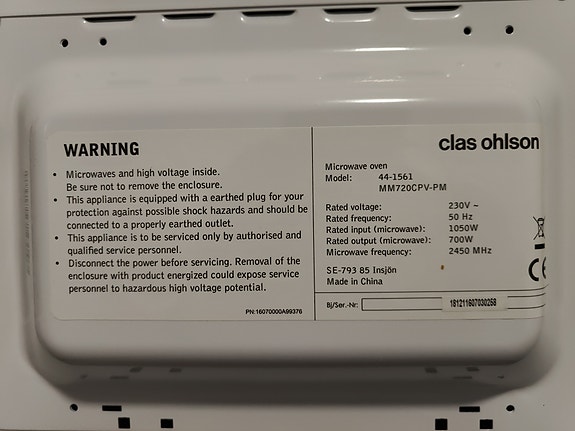 WARNING
• Microwaves and high voltage inside.
Be sure not to remove the enclosure.
• This appliance is equipped with a earthed plug for your
protection against possible shock hazards and should be
connected to a properly earthed outlet.
• This appliance is to be serviced only by authorised and
qualified service personnel.
• Disconnect the power before servicing. Removal of the
enclosure with product energized could expose service
personnel to hazardous high voltage potential.
PN:16070000A99376
clas ohlson
Microwave oven
Model: 44-1561
MM720CPV-PM
Rated voltage: 230V ~
Rated frequency: 50 Hz
Rated input (microwave): 1050W
Rated output (microwave): 700W
Microwave frequency: 2450 MHz
SE-793 85 Insjön
Made in China
CE
Bj/Ser.-Nr: 181211607030258